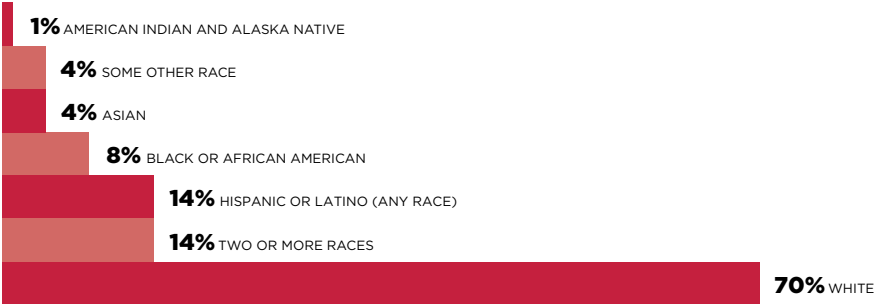 1% AMERICAN INDIAN AND ALASKA NATIVE
4% SOME OTHER RACE
4% ASIAN
8% BLACK OR AFRICAN AMERICAN
14% HISPANIC OR LATINO (ANY RACE)
14% TWO OR MORE RACES
70% WHITE